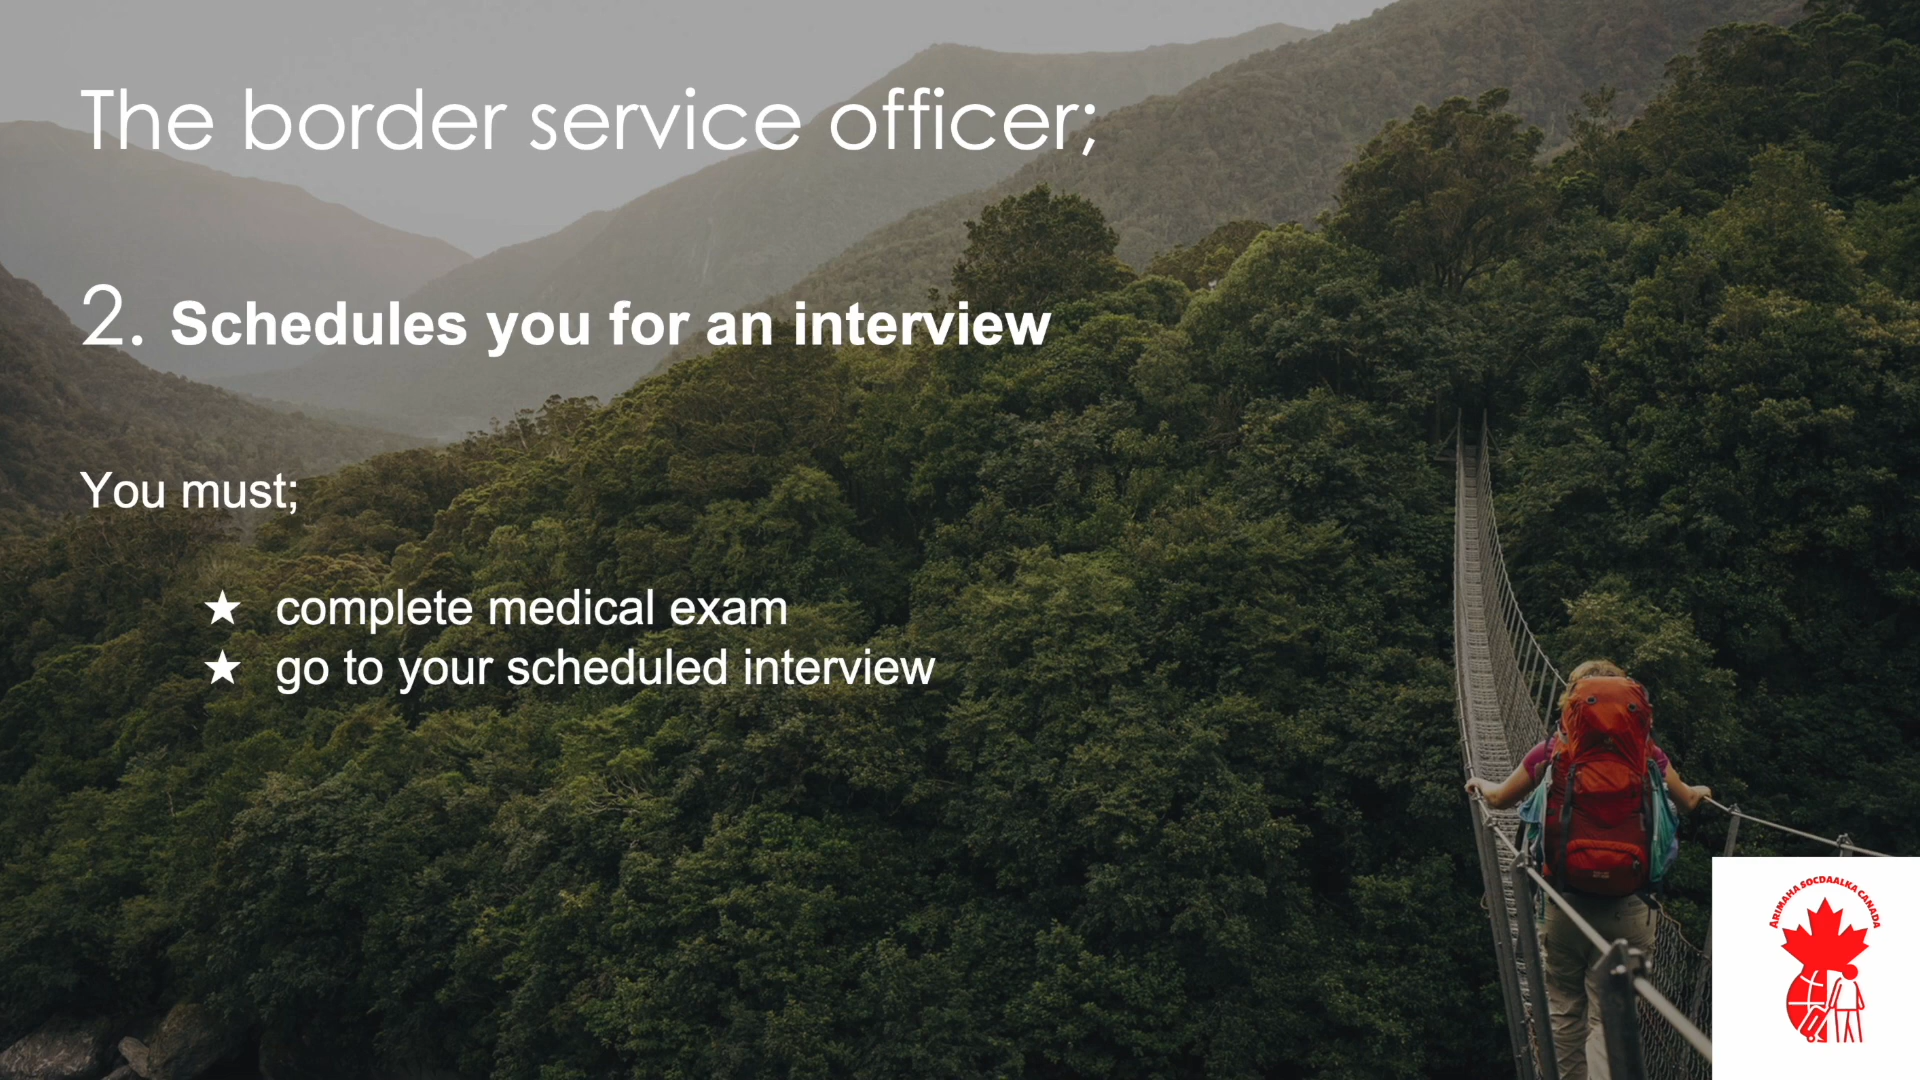 The border service officer;
2. Schedules you for an interview
You must;
★ complete medical exam
★ go to your scheduled interview
ARIMAHA SOCDAALKA CANADA